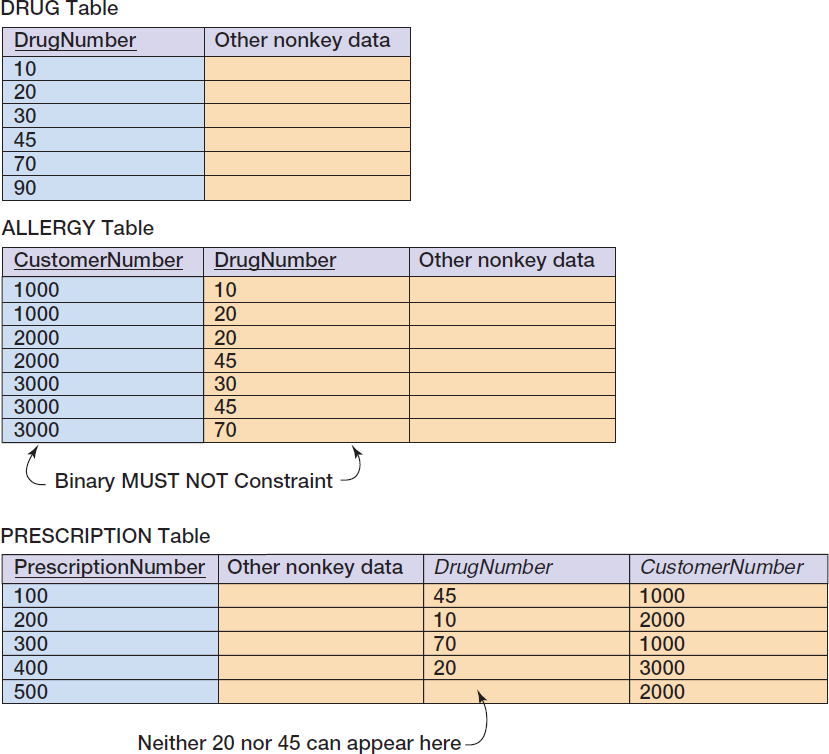 DRUG Table
DrugNumber Other nonkey data
10
20
30
45
70
90
ALLERGY Table
CustomerNumber DrugNumber Other nonkey data
1000 10
1000 20
2000 20
2000 45
3000 30
3000 45
3000 70
Binary MUST NOT Constraint
PRESCRIPTION Table
PrescriptionNumber Other nonkey data DrugNumber CustomerNumber
100 45 1000
200 10 2000
300 70 1000
400 20 3000
500 2000
Neither 20 nor 45 can appear here